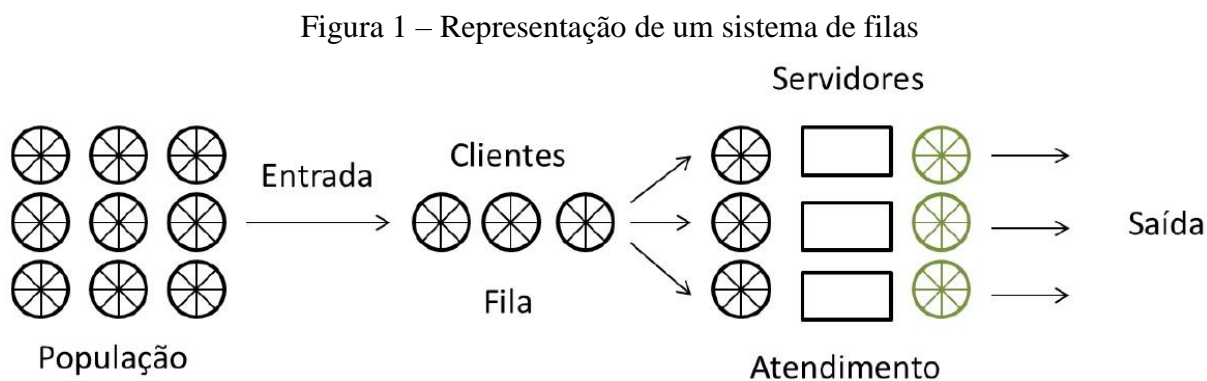 Figura 1 – Representação de um sistema de filas
Servidores
Clientes
Entrada
Saída
Fila
População
Atendimento